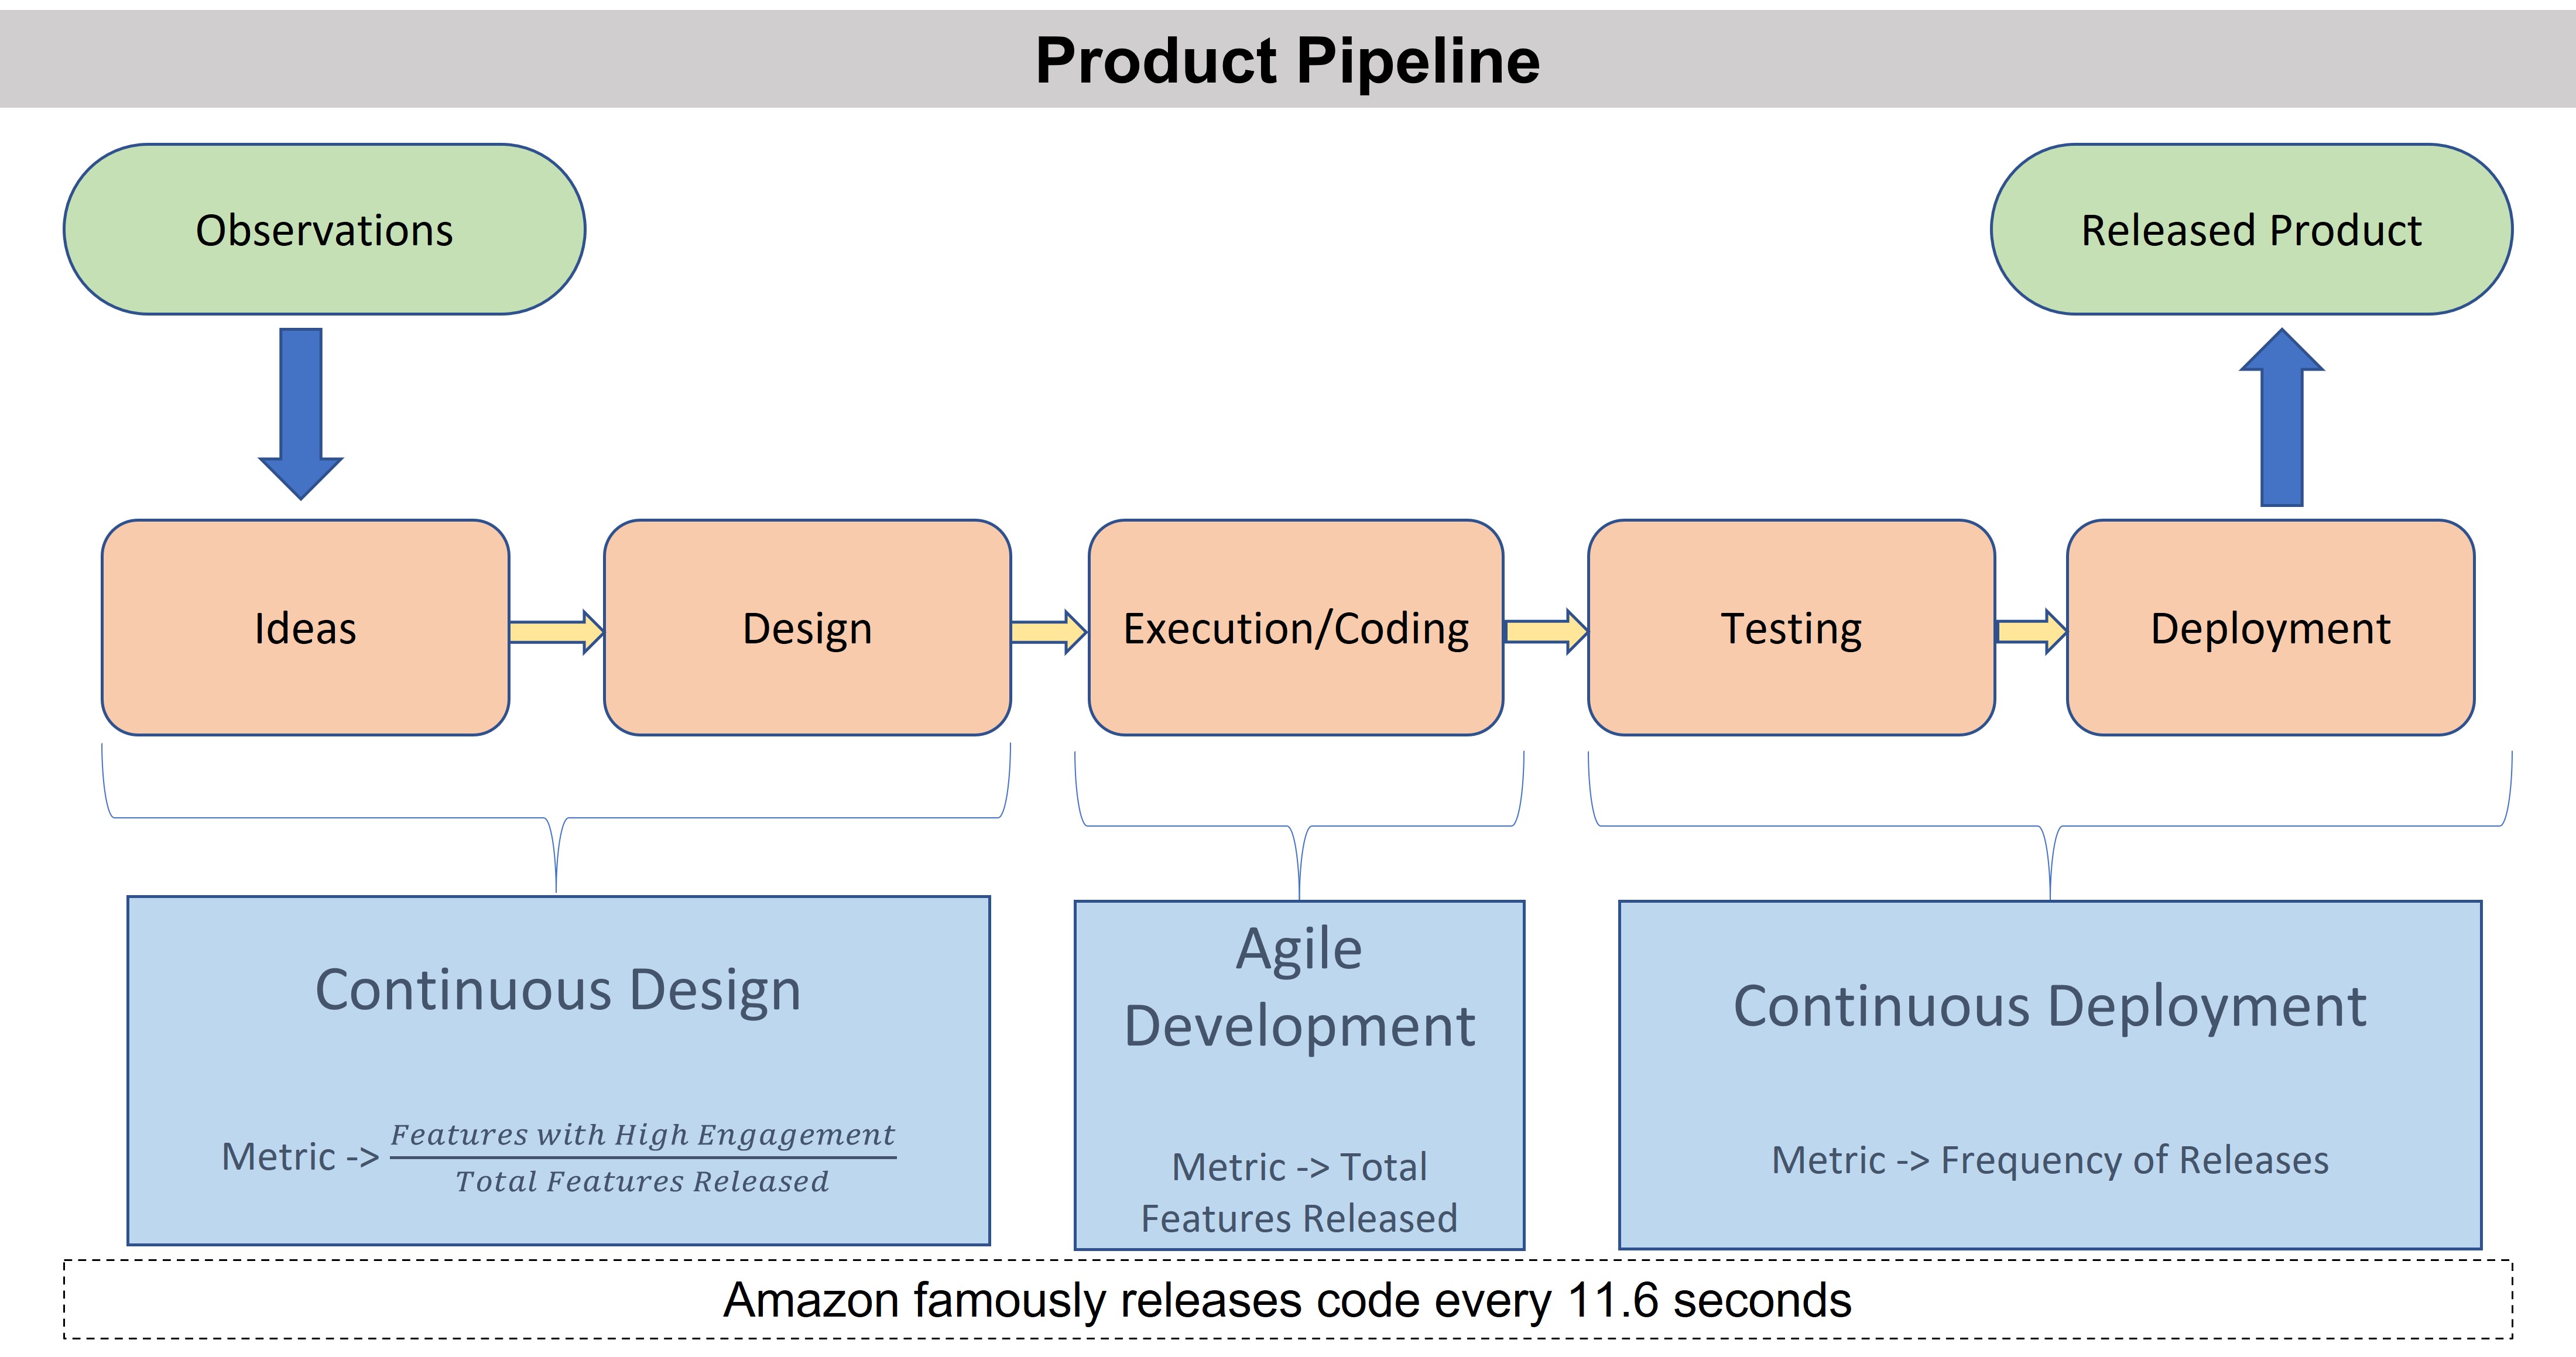 Product Pipeline
Observations
Released Product
Ideas
Design
Execution/Coding
Testing
Deployment
Continuous Design
Metric -> Features with High Engagement
Total Features Released
Agile
Development
Metric -> Total
Features Released
Continuous Deployment
Metric -> Frequency of Releases
Amazon famously releases code every 11.6 seconds